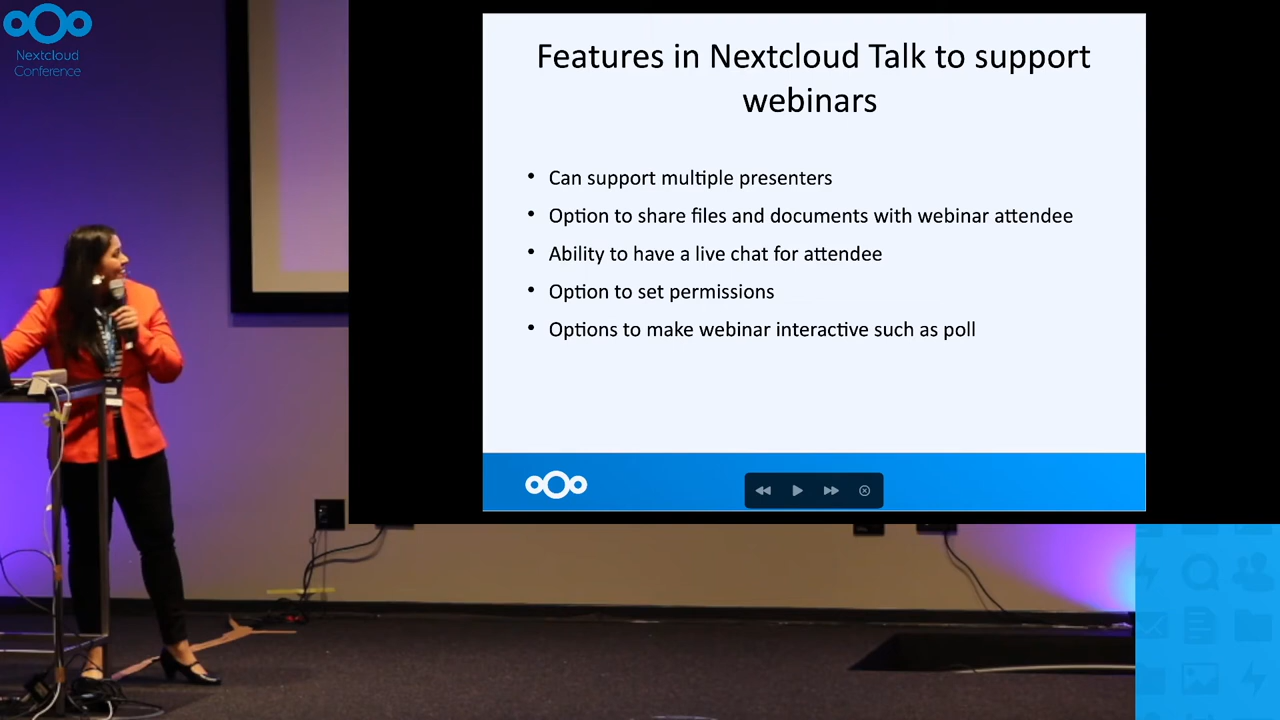 Nextcloud
Conference
Features in Nextcloud Talk to support
webinars
• Can support multiple presenters
• Option to share files and documents with webinar attendee
• Ability to have a live chat for attendee
• Option to set permissions
• Options to make webinar interactive such as poll